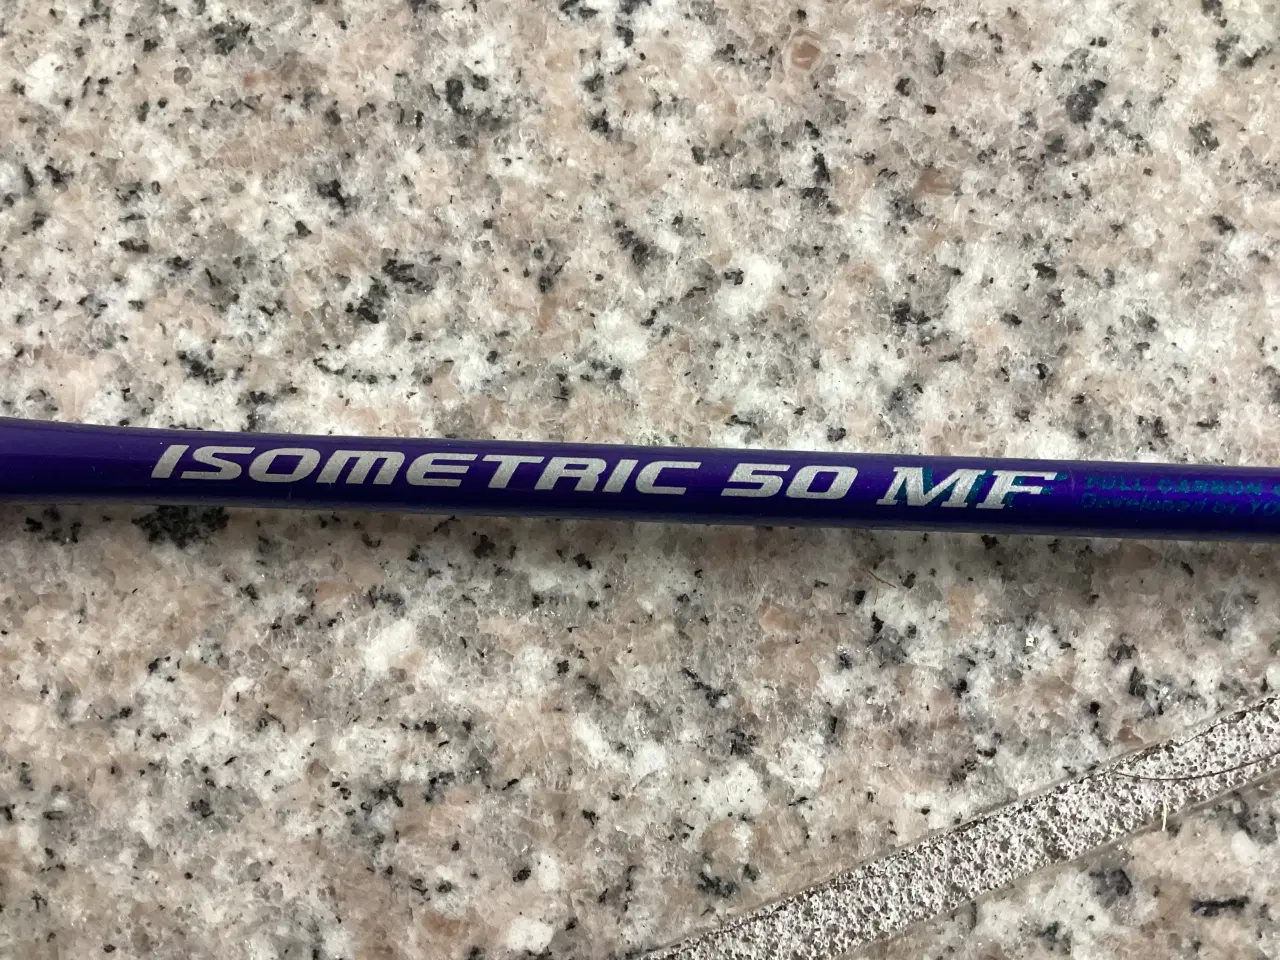 ISOMETRIC 50 MF
FULL CARBON
Developed by